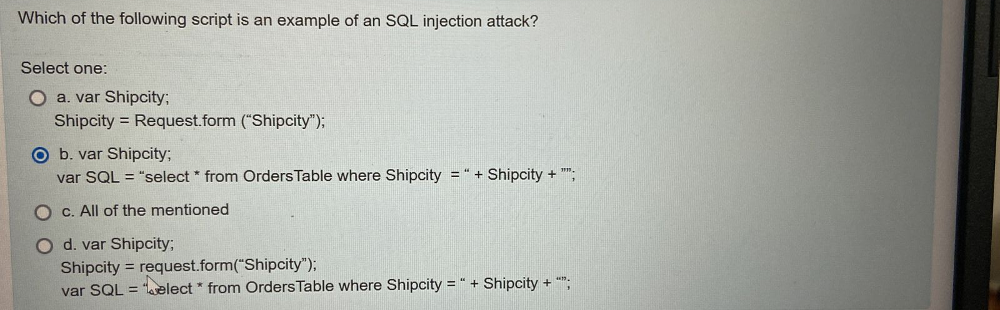 Which of the following script is an example of an SQL injection attack?
Select one:
a. var Shipcity;
Shipcity = Request.form (“Shipcity”);
b. var Shipcity;
var SQL = “select * from OrdersTable where Shipcity = “ + Shipcity + ””;
c. All of the mentioned
d. var Shipcity;
Shipcity = request.form(“Shipcity”);
var SQL = “select * from OrdersTable where Shipcity = “ + Shipcity + “”;